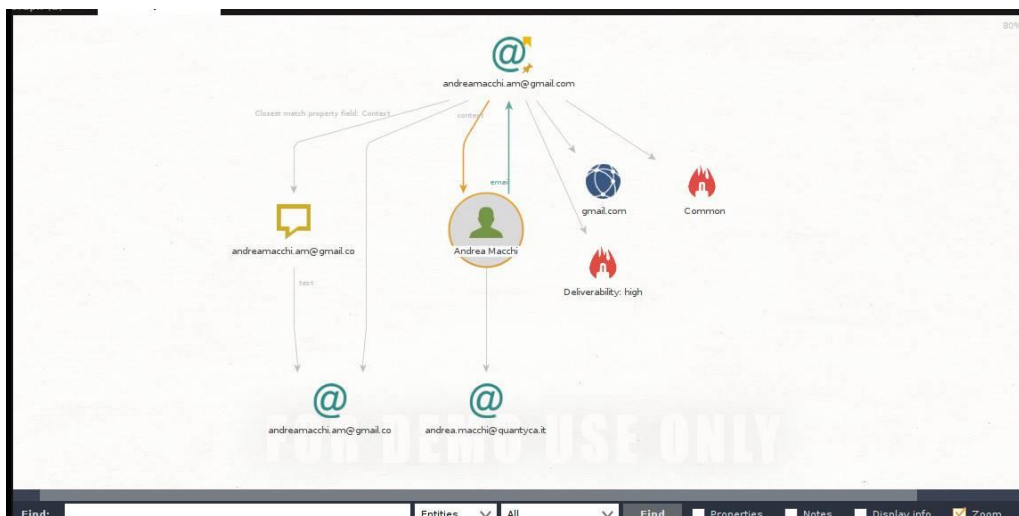 80%
andreamacchi.am@gmail.com
Closest match property field: Context
context
email
gmail.com
Common
andreamacchi.am@gmail.co
Andrea Macchi
Deliverability: high
text
andreamacchi.am@gmail.co
andrea.macchi@quantyca.it
FOR DEMO USE ONLY
Find:
Entities
All
Find
Properties
Notes
Display info
Zoom